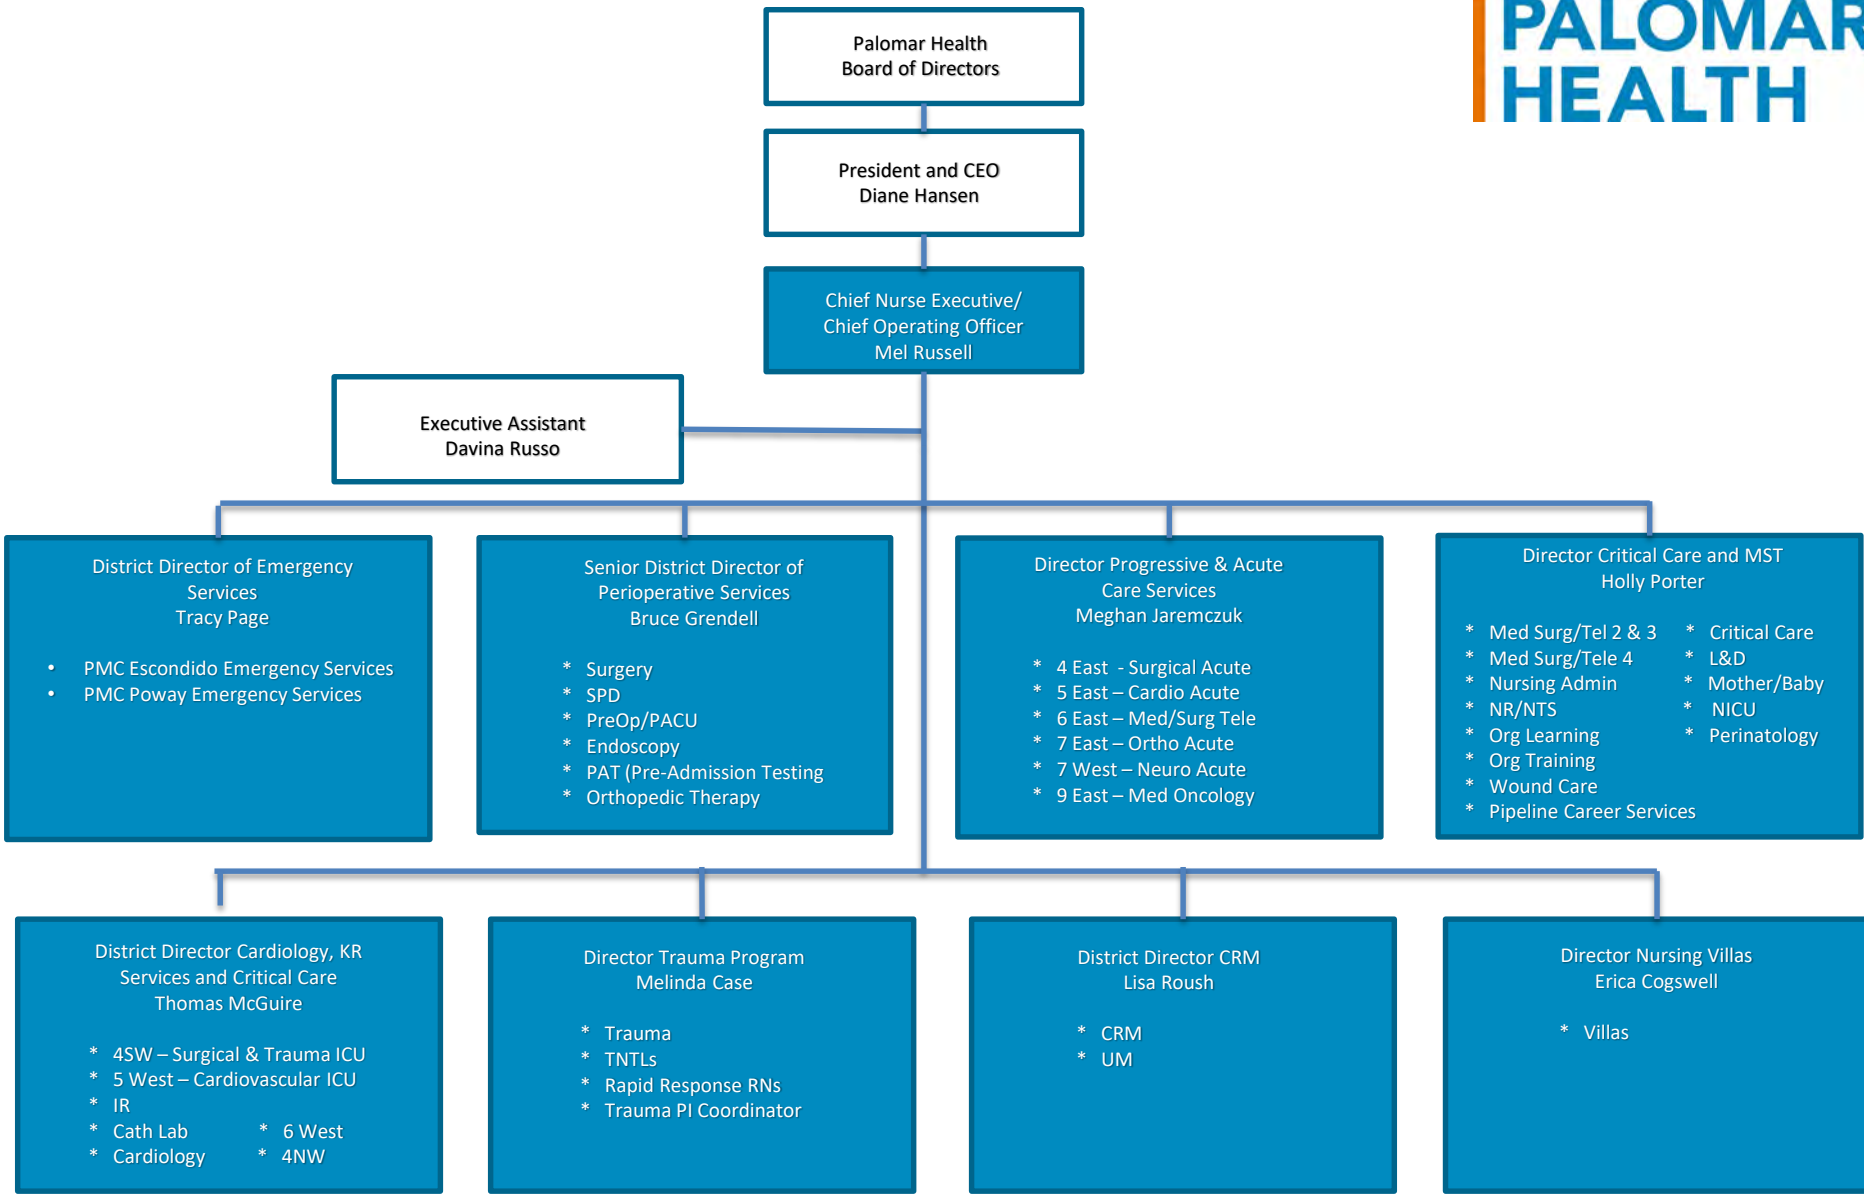 PALOMAR
HEALTH
Palomar Health
Board of Directors
President and CEO
Diane Hansen
Chief Nurse Executive/
Chief Operating Officer
Mel Russell
Executive Assistant
Davina Russo
District Director of Emergency
Services
Tracy Page
• PMC Escondido Emergency Services
• PMC Poway Emergency Services
Senior District Director of
Perioperative Services
Bruce Grendell
* Surgery
* SPD
* PreOp/PACU
* Endoscopy
* PAT (Pre-Admission Testing
* Orthopedic Therapy
Director Progressive & Acute
Care Services
Meghan Jaremczuk
* 4 East - Surgical Acute
* 5 East – Cardio Acute
* 6 East – Med/Surg Tele
* 7 East – Ortho Acute
* 7 West – Neuro Acute
* 9 East – Med Oncology
Director Critical Care and MST
Holly Porter
* Med Surg/Tel 2 & 3 * Critical Care
* Med Surg/Tele 4 * L&D
* Nursing Admin * Mother/Baby
* NR/NTS * NICU
* Org Learning * Perinatology
* Org Training
* Wound Care
* Pipeline Career Services
District Director Cardiology, KR
Services and Critical Care
Thomas McGuire
* 4SW – Surgical & Trauma ICU
* 5 West – Cardiovascular ICU
* IR
* Cath Lab * 6 West
* Cardiology * 4NW
Director Trauma Program
Melinda Case
* Trauma
* TNTLs
* Rapid Response RNs
* Trauma PI Coordinator
District Director CRM
Lisa Roush
* CRM
* UM
Director Nursing Villas
Erica Cogswell
* Villas